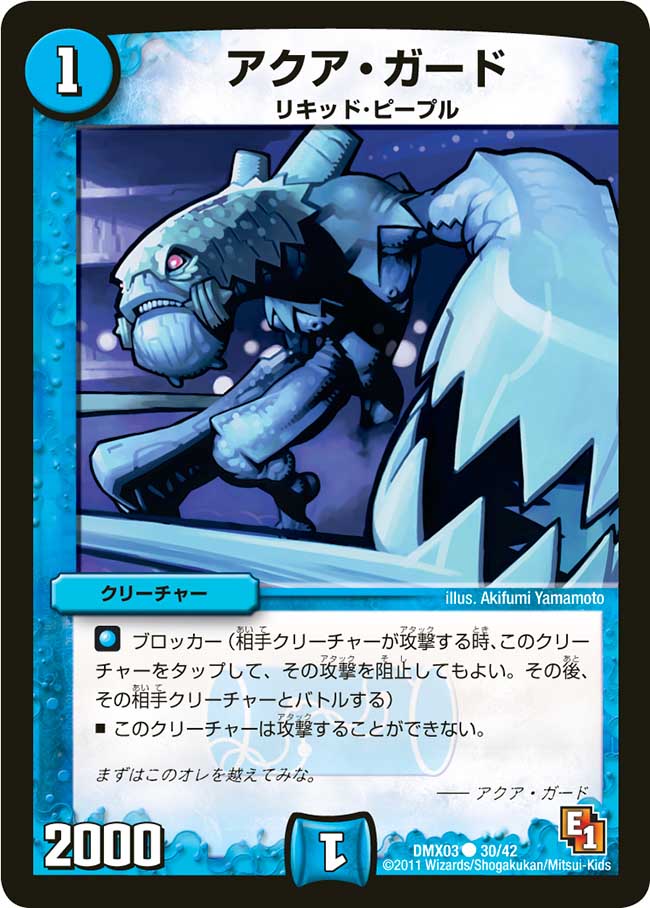 1
アクア・ガード
リキッド・ピープル
クリーチャー
illus. Akifumi Yamamoto
ブロッカー（相手クリーチャーが攻撃する時、このクリー
チャーをタップして、その攻撃を阻止してもよい。その後、
その相手クリーチャーとバトルする）
■ このクリーチャーは攻撃することができない。
まずはこのオレを越えてみな。
—— アクア・ガード
2000
1
E1
DMX03 ● 30/42
©2011 Wizards/Shogakukan/Mitsui-Kids